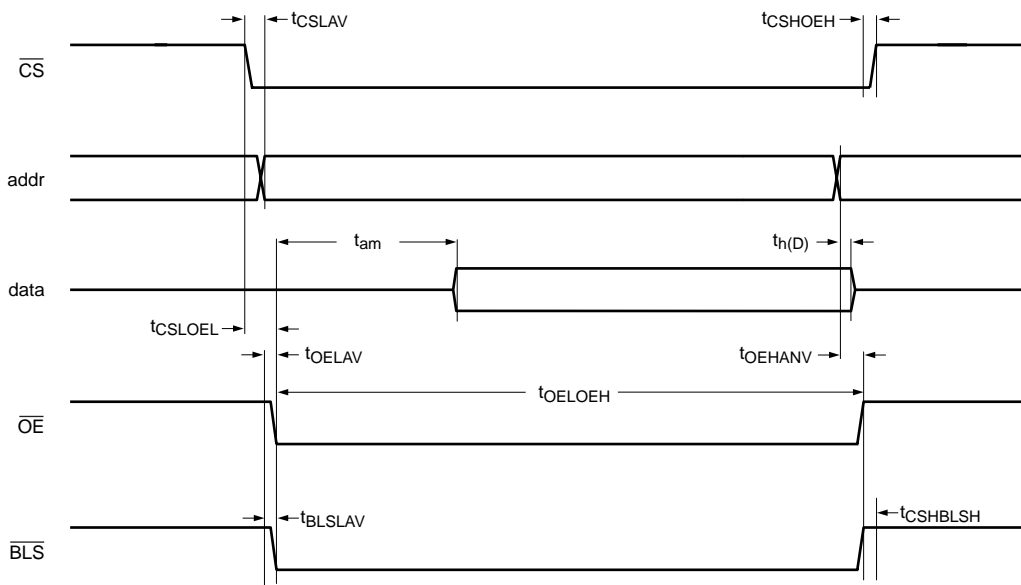 tCSLAV
tCSHOEH
CS
addr
tam
th(D)
data
tCSLOEL
tOELAV
tOEHANV
tOELOEH
OE
tBLSLAV
tCSHBLSH
BLS